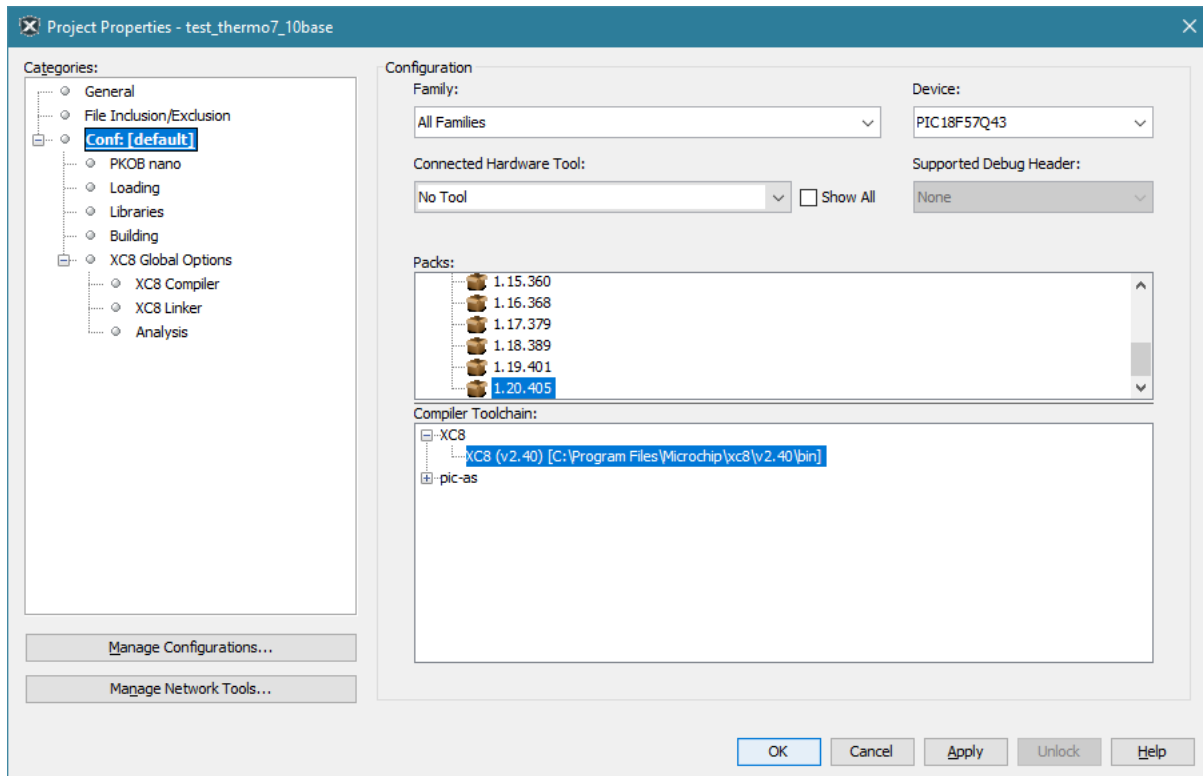 Project Properties - test_thermo7_10base
Categories:
General
File Inclusion/Exclusion
Conf: [default]
PKOB nano
Loading
Libraries
Building
XC8 Global Options
XC8 Compiler
XC8 Linker
Analysis
Manage Configurations...
Manage Network Tools...
Configuration
Family:
All Families
Device:
PIC18F57Q43
Connected Hardware Tool:
No Tool
Show All
Supported Debug Header:
None
Packs:
1.15.360
1.16.368
1.17.379
1.18.389
1.19.401
1.20.405
Compiler Toolchain:
XC8
XC8 (v2.40) [C:\Program Files\Microchip\xc8\v2.40\bin]
pic-as
OK
Cancel
Apply
Unlock
Help